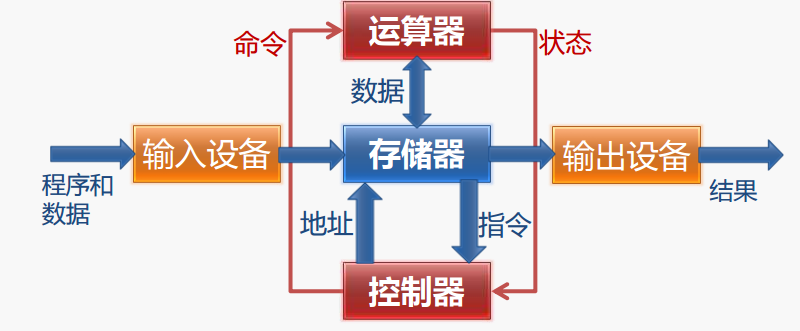 运算器
命令
状态
数据
输入设备
存储器
输出设备
程序和
数据
结果
地址
指令
控制器